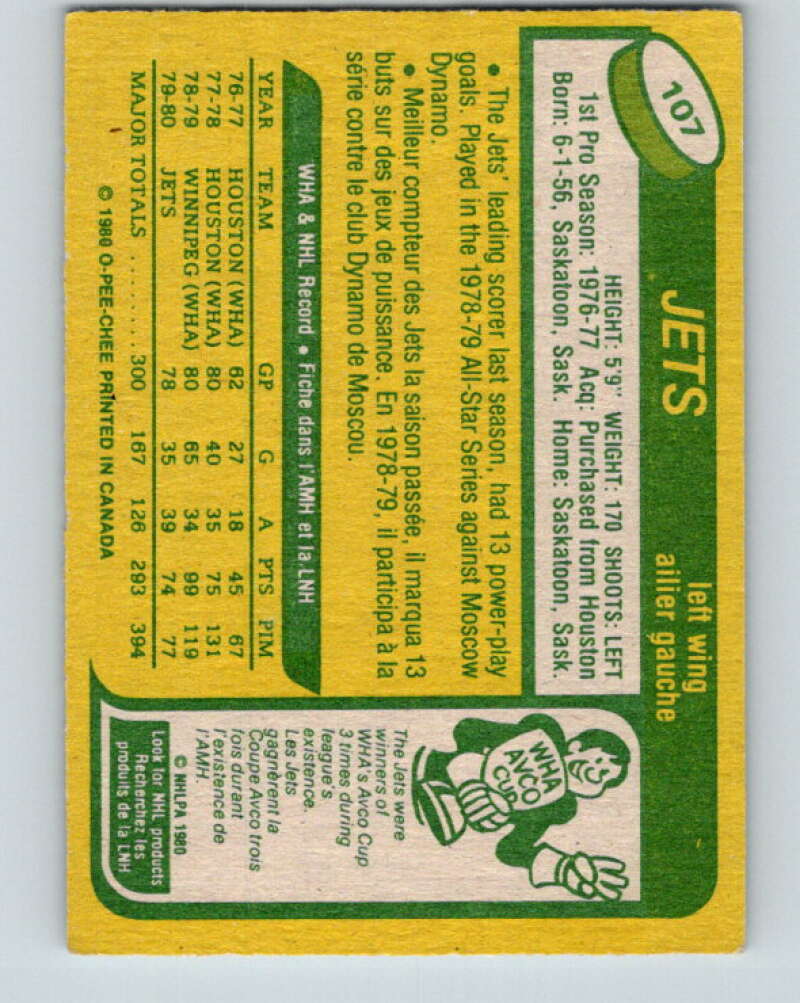 107
JETS
left wing
ailier gauche
HEIGHT: 5'9" WEIGHT: 170 SHOOTS: LEFT
1st Pro Season: 1976-77 Acq: Purchased from Houston
Born: 6-1-56, Saskatoon, Sask. Home: Saskatoon, Sask.
• The Jets' leading scorer last season, had 13 power-play
goals. Played in the 1978-79 All-Star Series against Moscow
Dynamo.
• Meilleur compteur des Jets la saison passée, il marqua 13
buts sur des jeux de puissance. En 1978-79, il participa à la
série contre le club Dynamo de Moscou.
WHA & NHL Record • Fiche dans l'AMH et la LNH
YEAR TEAM GP G A PTS PIM
76-77 HOUSTON (WHA) 62 27 18 45 67
77-78 HOUSTON (WHA) 80 40 35 75 131
78-79 WINNIPEG (WHA) 80 65 34 99 119
79-80 JETS 78 35 39 74 77
MAJOR TOTALS ........ 300 167 126 293 394
© 1980 O-PEE-CHEE PRINTED IN CANADA
WHA
AVCO
CUP
The Jets were
winners of
WHA's Avco Cup
3 times during
league's
existence.
Les Jets
gagnèrent la
Coupe Avco trois
fois durant
l'existence de
l'AMH.
© NHLPA 1980
Look for NHL products
Recherchez les
produits de la LNH